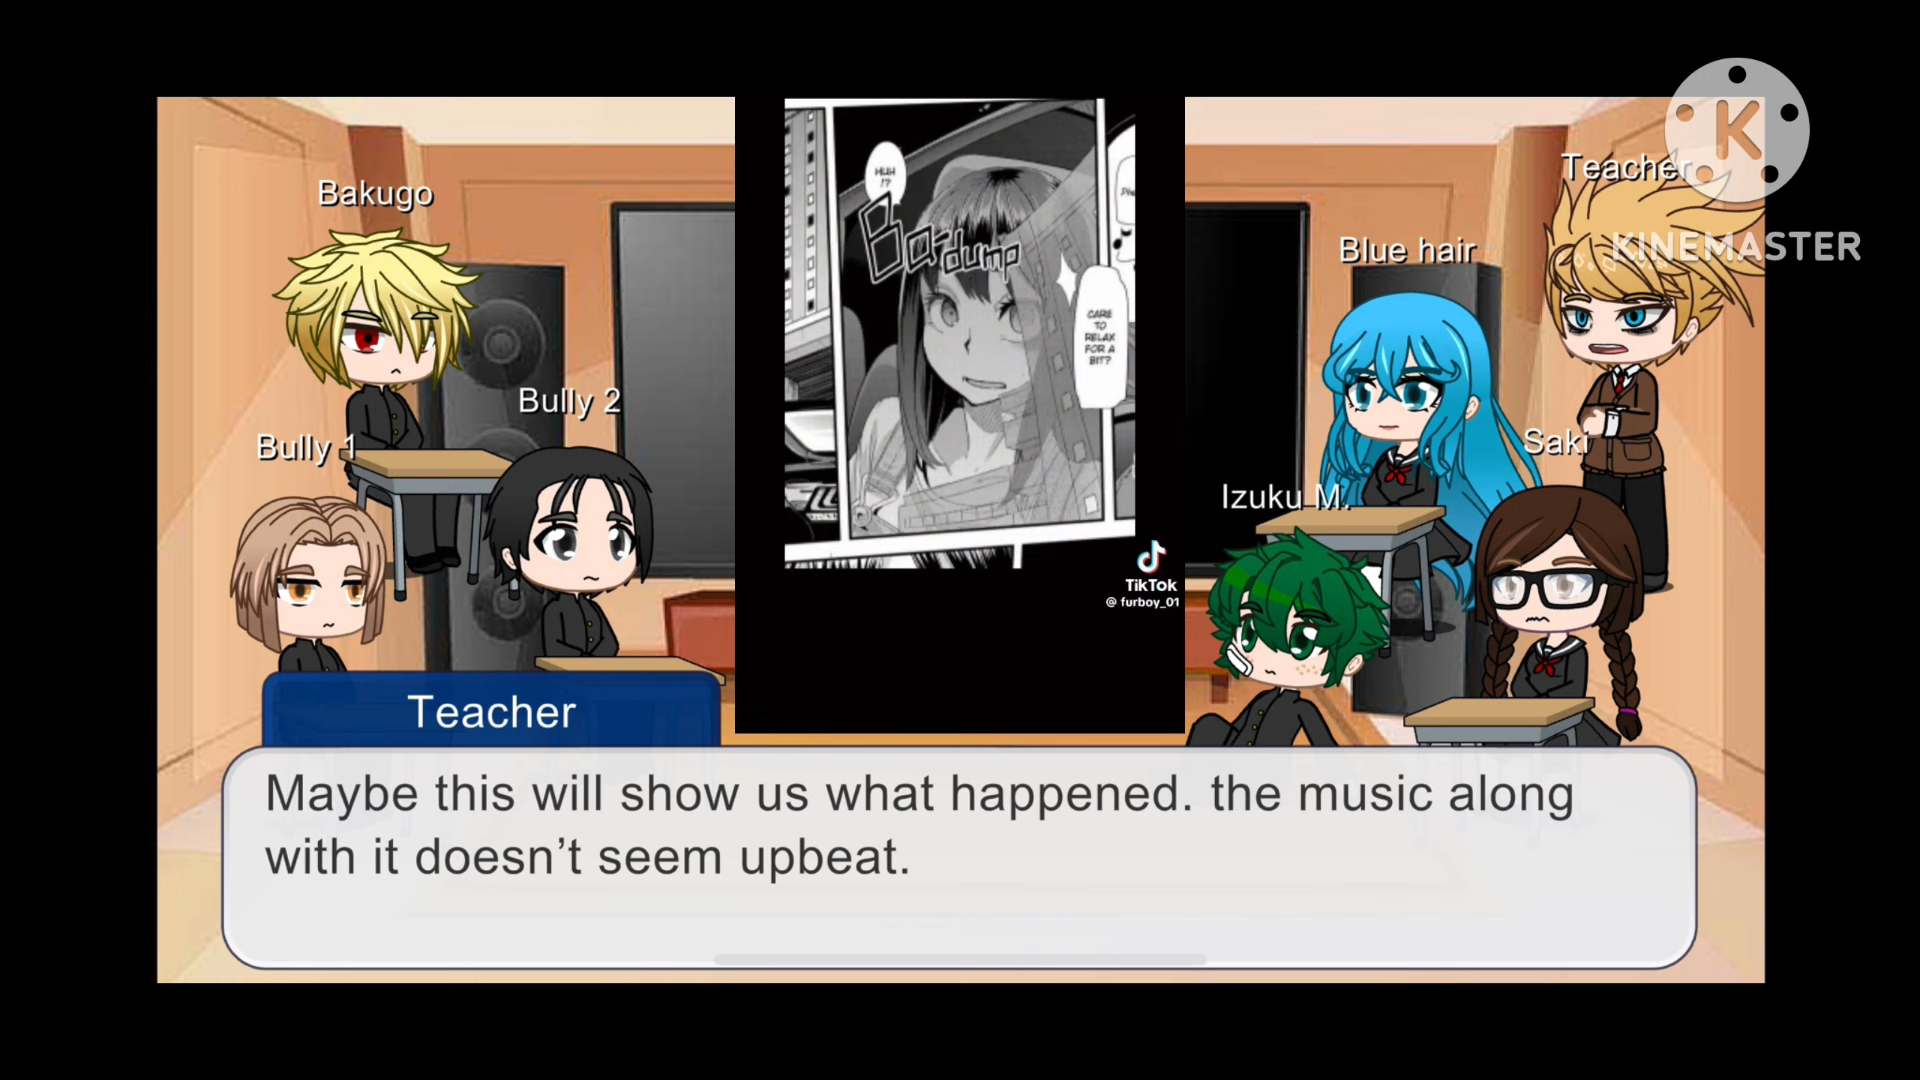 KINEMASTER
Teacher
Bakugo
Blue hair
HUH
!?
Ba-dump
CARE
TO
RELAX
FOR A
BIT?
Bully 2
Bully 1
Saki
Izuku M.
TikTok
@ furboy_01
Teacher
Maybe this will show us what happened. the music along
with it doesn't seem upbeat.